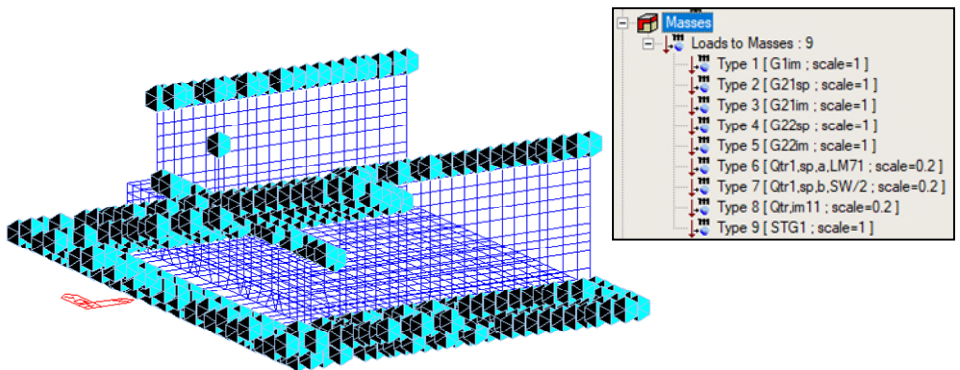 Masses
Loads to Masses : 9
Type 1 [ G1im ; scale=1 ]
Type 2 [ G21sp ; scale=1 ]
Type 3 [ G21im ; scale=1 ]
Type 4 [ G22sp ; scale=1 ]
Type 5 [ G22im ; scale=1 ]
Type 6 [ Qtr1,sp,a,LM71 ; scale=0.2 ]
Type 7 [ Qtr1,sp,b,SW/2 ; scale=0.2 ]
Type 8 [ Qtr,im11 ; scale=0.2 ]
Type 9 [ STG1 ; scale=1 ]